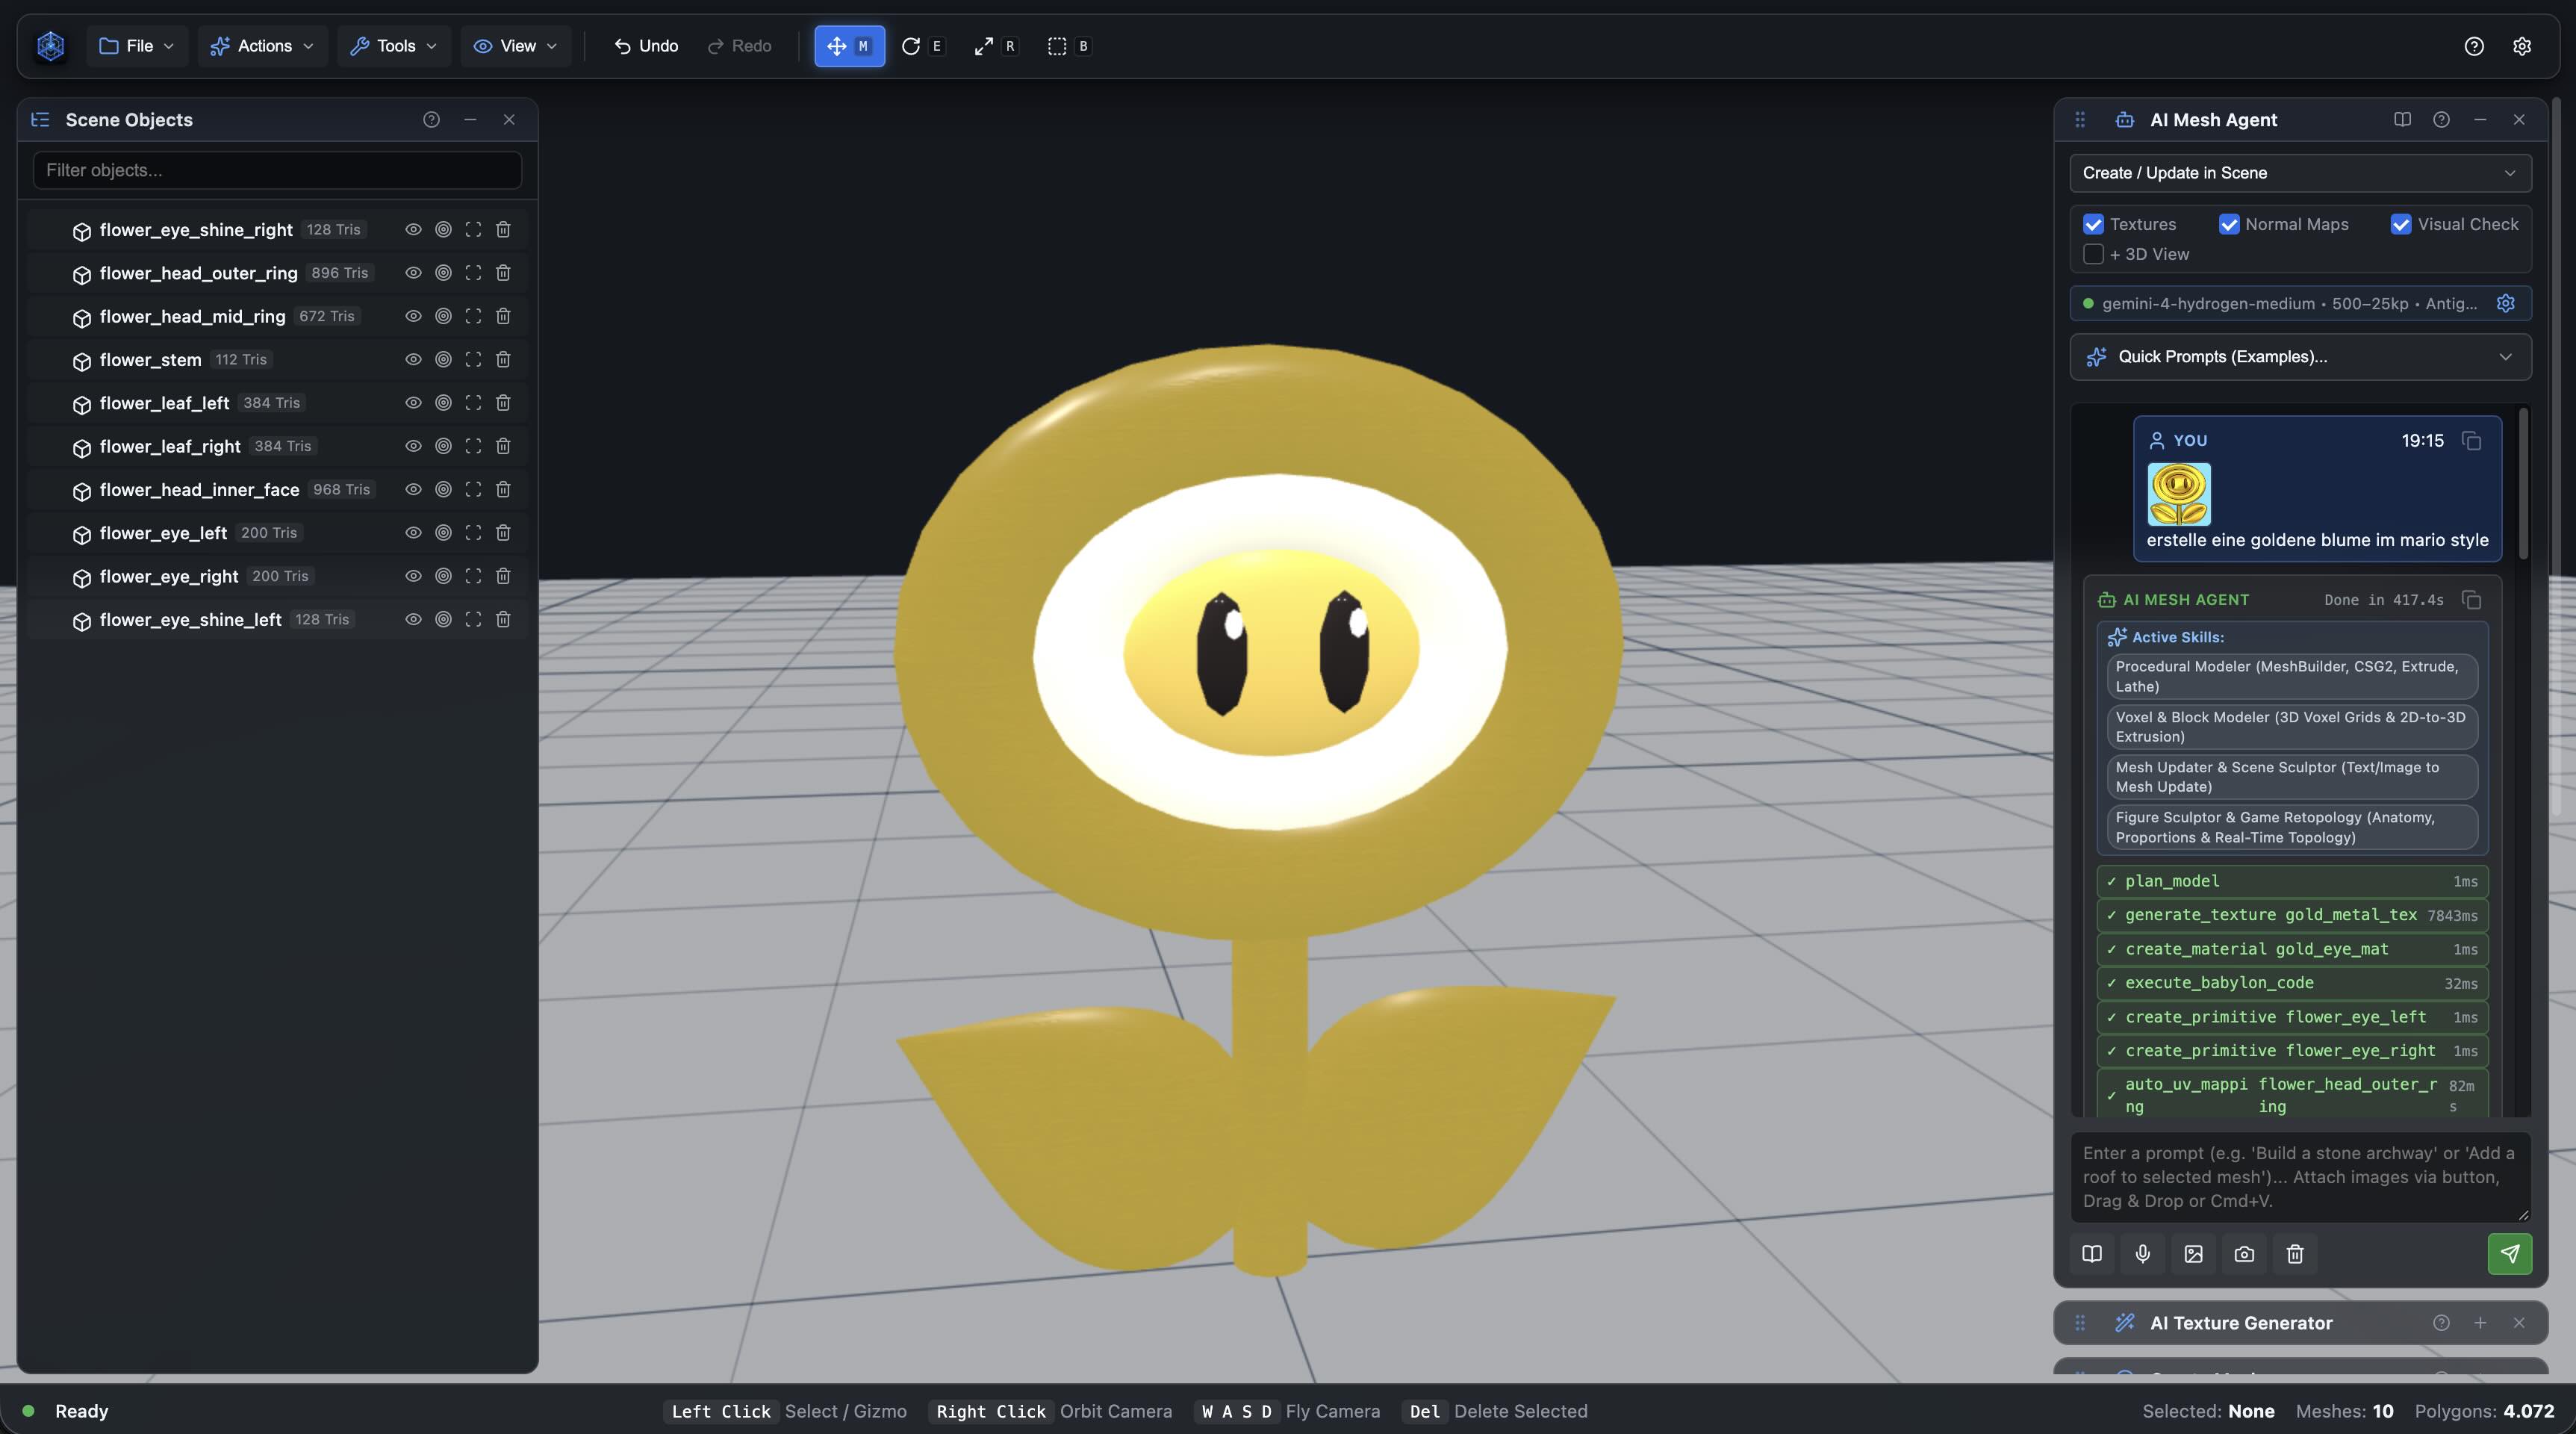 File Actions Tools View Undo Redo M E R B
Scene Objects
Filter objects...
flower_eye_shine_right 128 Tris
flower_head_outer_ring 896 Tris
flower_head_mid_ring 672 Tris
flower_stem 112 Tris
flower_leaf_left 384 Tris
flower_leaf_right 384 Tris
flower_head_inner_face 968 Tris
flower_eye_left 200 Tris
flower_eye_right 200 Tris
flower_eye_shine_left 128 Tris
AI Mesh Agent
Create / Update in Scene
Textures Normal Maps Visual Check
+ 3D View
gemini-4-hydrogen-medium • 500–25kp • Antig...
Quick Prompts (Examples)...
YOU 19:15
erstelle eine goldene blume im mario style
AI MESH AGENT Done in 417.4s
Active Skills:
Procedural Modeler (MeshBuilder, CSG2, Extrude,
Lathe)
Voxel & Block Modeler (3D Voxel Grids & 2D-to-3D
Extrusion)
Mesh Updater & Scene Sculptor (Text/Image to
Mesh Update)
Figure Sculptor & Game Retopology (Anatomy,
Proportions & Real-Time Topology)
✓ plan_model 1ms
✓ generate_texture gold_metal_tex 7843ms
✓ create_material gold_eye_mat 1ms
✓ execute_babylon_code 32ms
✓ create_primitive flower_eye_left 1ms
✓ create_primitive flower_eye_right 1ms
✓ auto_uv_mappi flower_head_outer_r 82m
ng ing s
Enter a prompt (e.g. 'Build a stone archway' or 'Add a
roof to selected mesh')... Attach images via button,
Drag & Drop or Cmd+V.
AI Texture Generator
Ready
Left Click Select / Gizmo Right Click Orbit Camera W A S D Fly Camera Del Delete Selected
Selected: None Meshes: 10 Polygons: 4.072